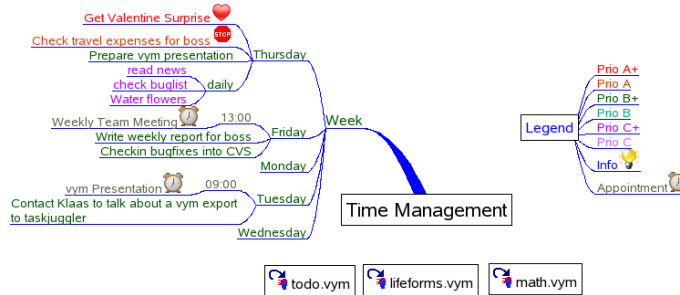 Get Valentine Surprise
Check travel expenses for boss
STOP
Prepare vym presentation
Thursday
read news
check buglist
Water flowers
daily
Weekly Team Meeting
13:00
Write weekly report for boss
Checkin bugfixes into CVS
Friday
Week
Monday
vym Presentation
09:00
Contact Klaas to talk about a vym export
to taskjuggler
Tuesday
Wednesday
Time Management
Legend
Prio A+
Prio A
Prio B+
Prio B
Prio C+
Prio C
Info
Appointment
todo.vym
lifeforms.vym
math.vym